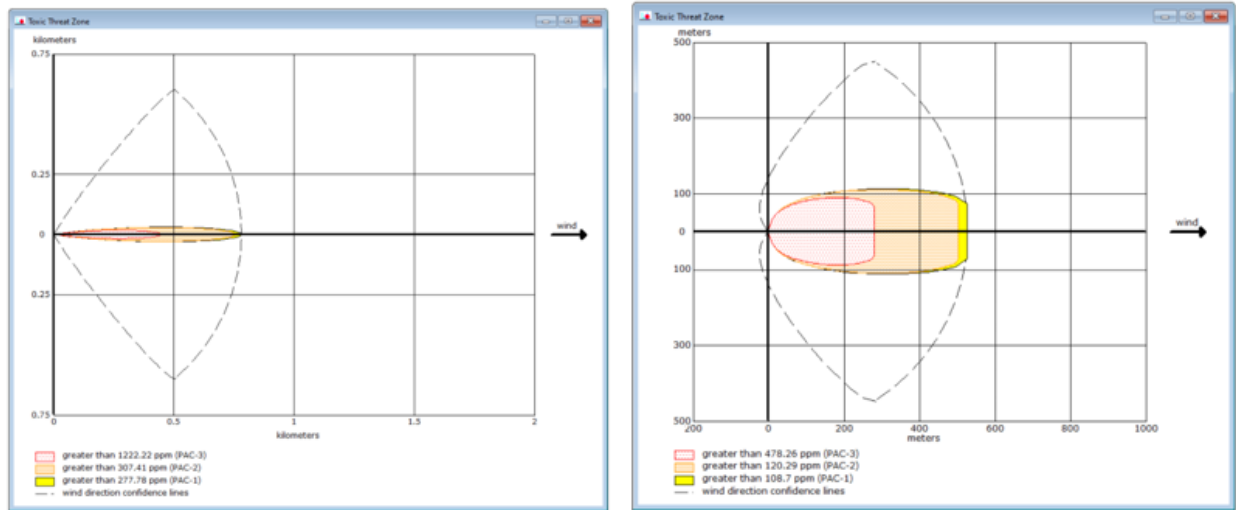 Toxic Threat Zone
kilometers
0.75
0.25
0
0.25
0.75
0
0.5
1
1.5
2
kilometers
wind
greater than 1222.22 ppm (PAC-3)
greater than 307.41 ppm (PAC-2)
greater than 277.78 ppm (PAC-1)
wind direction confidence lines
Toxic Threat Zone
meters
500
300
100
0
100
300
500
200
0
200
400
600
800
1000
meters
wind
greater than 478.26 ppm (PAC-3)
greater than 120.29 ppm (PAC-2)
greater than 108.7 ppm (PAC-1)
wind direction confidence lines